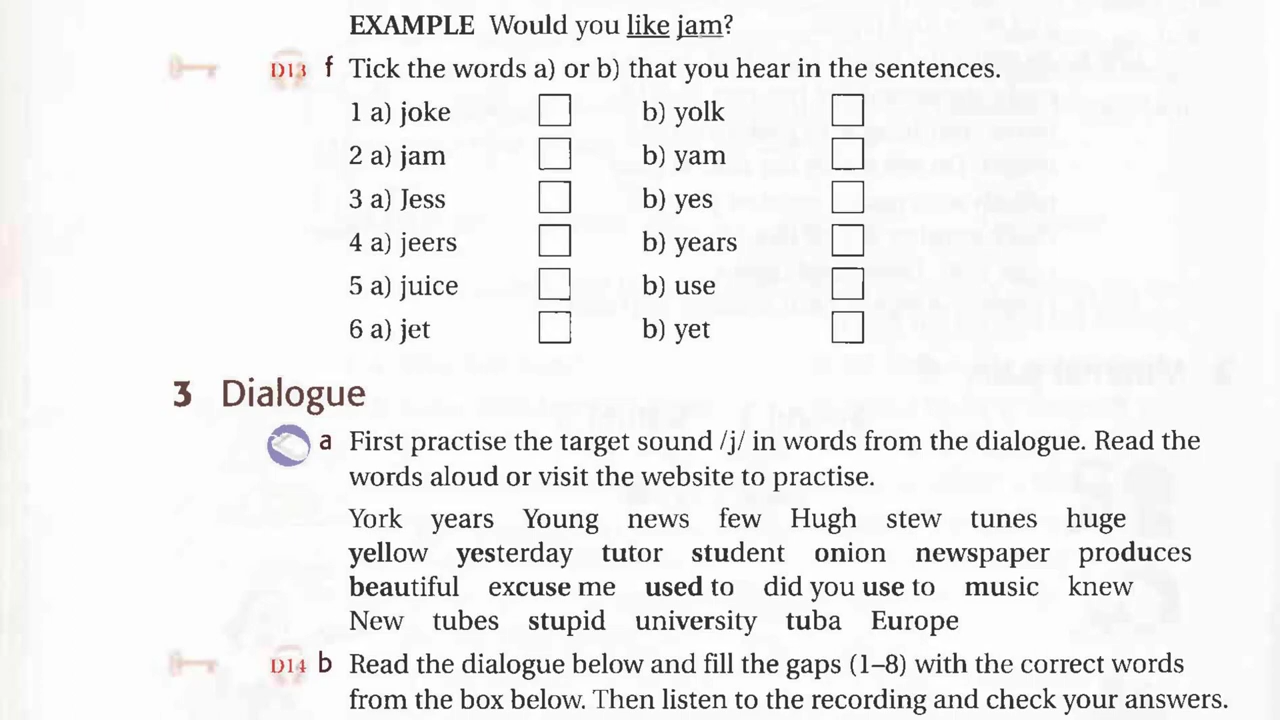 EXAMPLE Would you like jam?
D13 f Tick the words a) or b) that you hear in the sentences.
1 a) joke b) yolk
2 a) jam b) yam
3 a) Jess b) yes
4 a) jeers b) years
5 a) juice b) use
6 a) jet b) yet
3 Dialogue
a First practise the target sound /j/ in words from the dialogue. Read the
words aloud or visit the website to practise.
York years Young news few Hugh stew tunes huge
yellow yesterday tutor student onion newspaper produces
beautiful excuse me used to did you use to music knew
New tubes stupid university tuba Europe
D14 b Read the dialogue below and fill the gaps (1–8) with the correct words
from the box below. Then listen to the recording and check your answers.